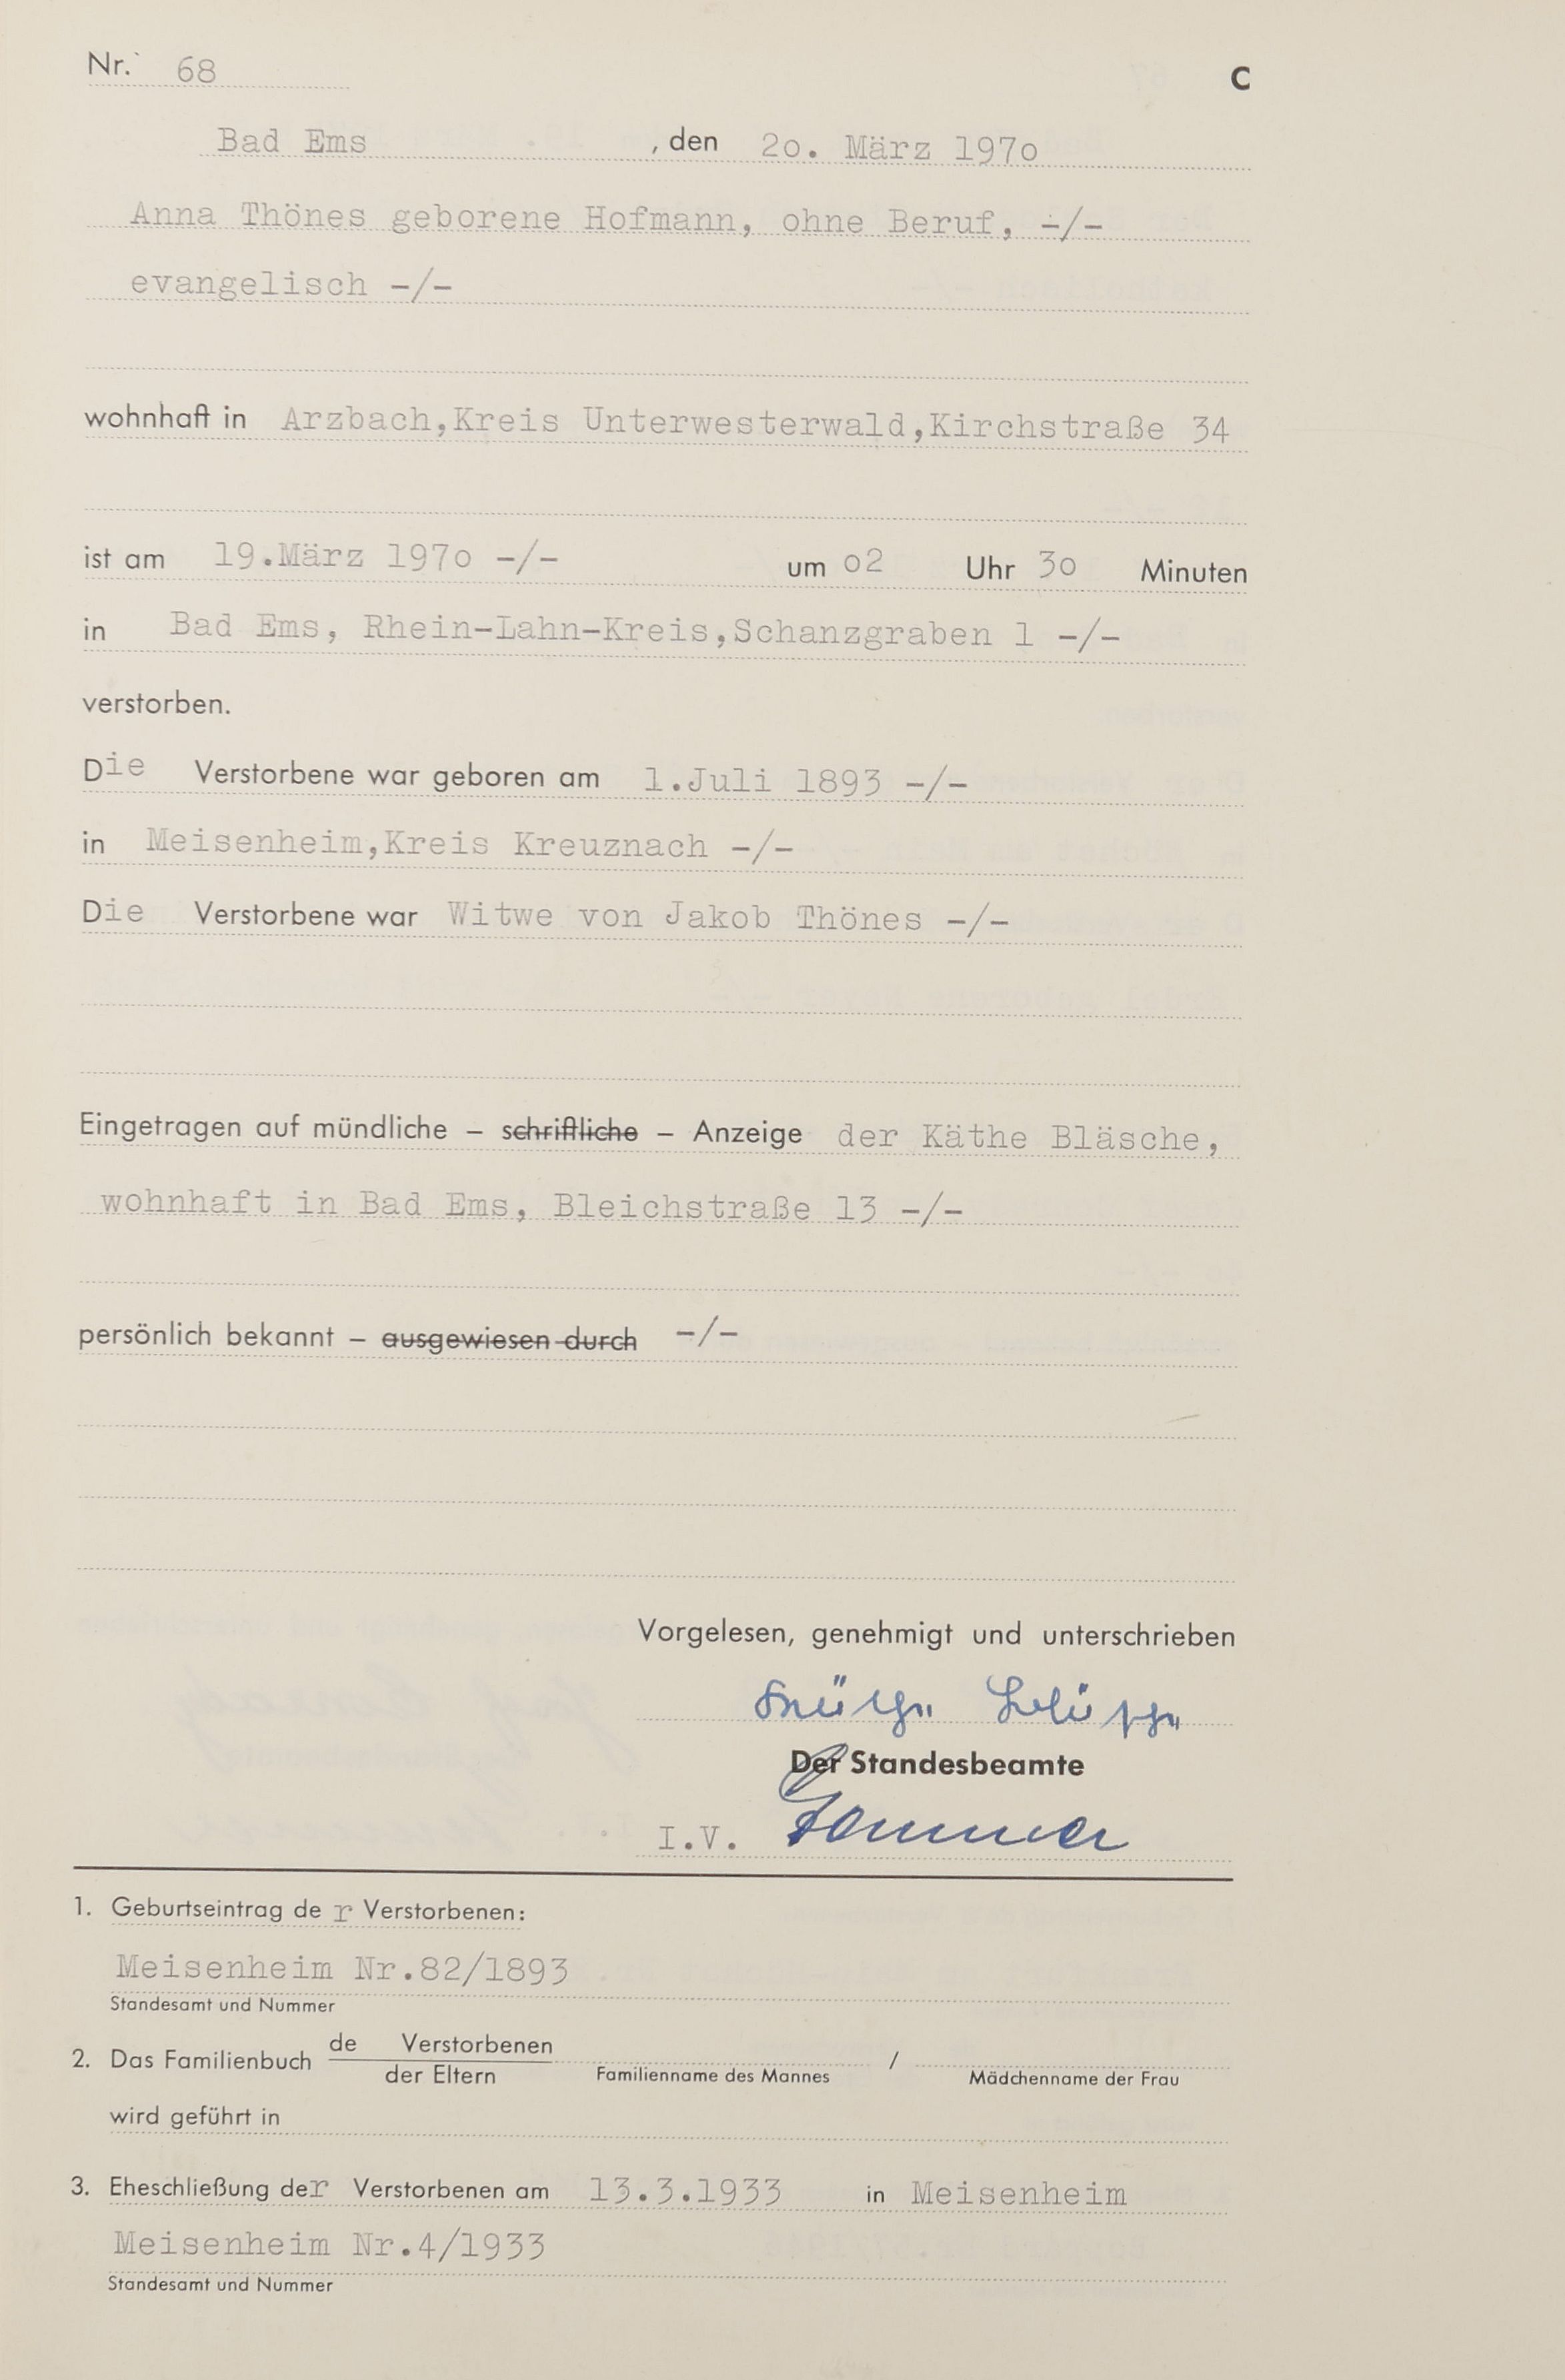 Nr. 68 C
Bad Ems , den 2o. März 197o
Anna Thönes geborene Hofmann, ohne Beruf, -/-
evangelisch -/-
wohnhaft in Arzbach,Kreis Unterwesterwald,Kirchstraße 34
ist am 19.März 197o -/- um o2 Uhr 3o Minuten
in Bad Ems, Rhein-Lahn-Kreis,Schanzgraben 1 -/-
verstorben.
Die Verstorbene war geboren am 1.Juli 1893 -/-
in Meisenheim,Kreis Kreuznach -/-
Die Verstorbene war Witwe von Jakob Thönes -/-
Eingetragen auf mündliche – schriftliche – Anzeige der Käthe Bläsche,
wohnhaft in Bad Ems, Bleichstraße 13 -/-
persönlich bekannt – ausgewiesen durch -/-
Vorgelesen, genehmigt und unterschrieben
Der Standesbeamte
I.V.
1. Geburtseintrag de r Verstorbenen:
Meisenheim Nr.82/1893
Standesamt und Nummer
2. Das Familienbuch de Verstorbenen
der Eltern
/
Familienname des Mannes Mädchenname der Frau
wird geführt in
3. Eheschließung der Verstorbenen am 13.3.1933 in Meisenheim
Meisenheim Nr.4/1933
Standesamt und Nummer